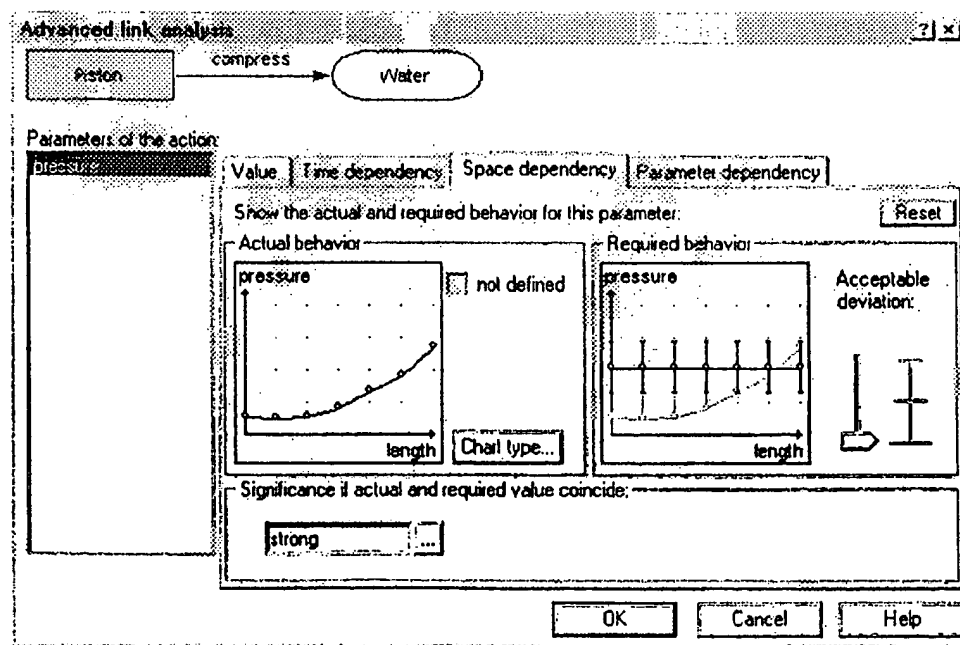 Advanced link analysis
? ×
Piston
compress
Water
Parameters of the action:
pressure
Value
Time dependency
Space dependency
Parameter dependency
Show the actual and required behavior for this parameter:
Reset
Actual behavior
pressure
not defined
length
Chart type...
Required behavior
pressure
Acceptable
deviation:
length
Significance if actual and required value coincide:
strong
...
OK
Cancel
Help